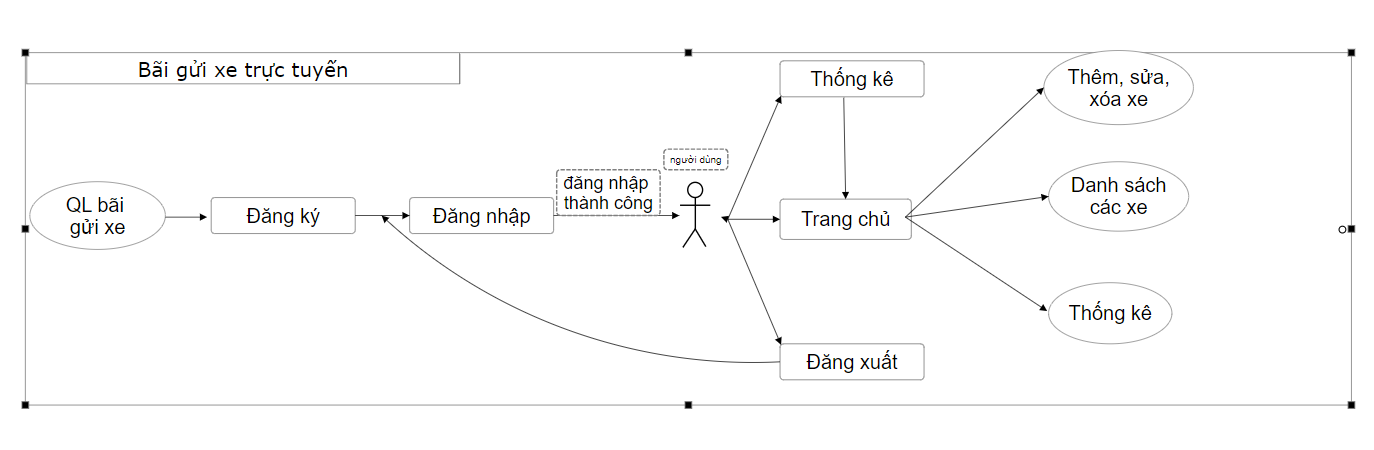 Bãi gửi xe trực tuyến
QL bãi
gửi xe
Đăng ký
Đăng nhập
đăng nhập
thành công
người dùng
Thống kê
Trang chủ
Đăng xuất
Thêm, sửa,
xóa xe
Danh sách
các xe
Thống kê